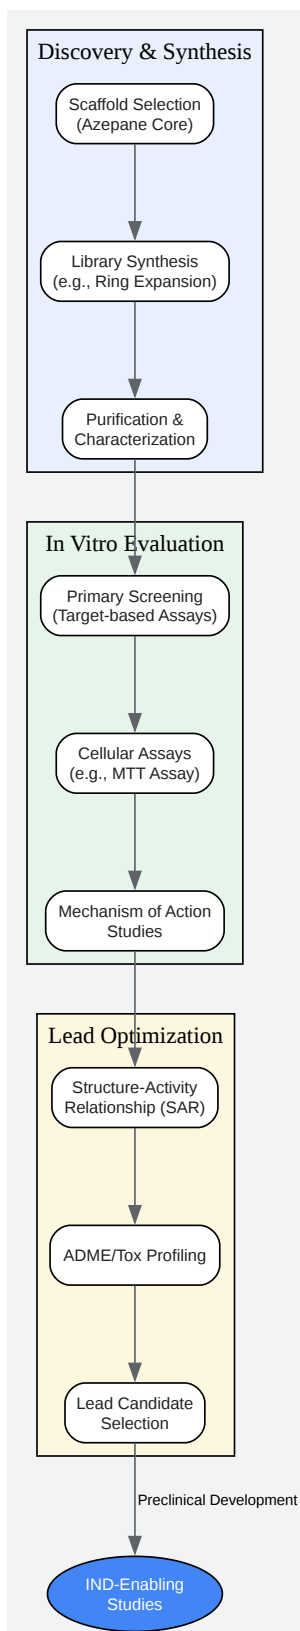 Discovery & Synthesis
Scaffold Selection
(Azepane Core)
Library Synthesis
(e.g., Ring Expansion)
Purification &
Characterization
In Vitro Evaluation
Primary Screening
(Target-based Assays)
Cellular Assays
(e.g., MTT Assay)
Mechanism of Action
Studies
Lead Optimization
Structure-Activity
Relationship (SAR)
ADME/Tox Profiling
Lead Candidate
Selection
Preclinical Development
IND-Enabling
Studies